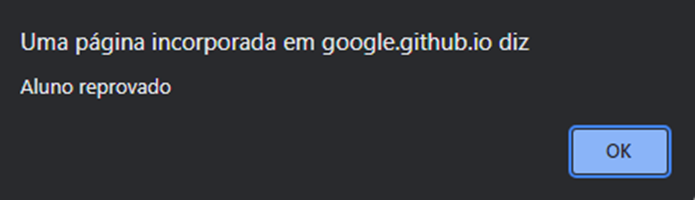 Uma página incorporada em google.github.io diz
Aluno reprovado
OK